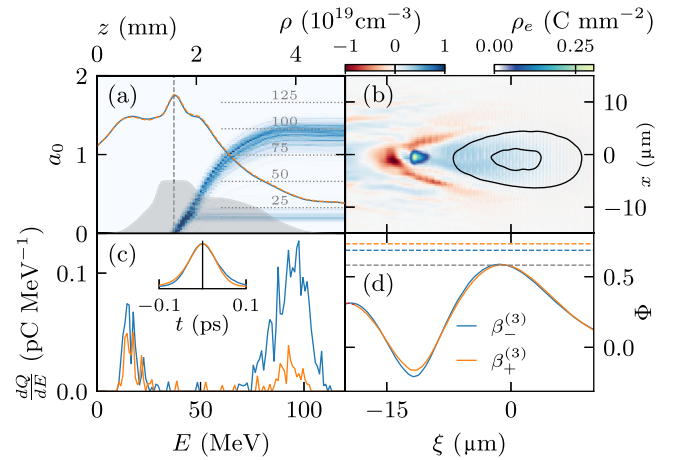 z (mm)
ρ (10^19 cm^−3)
ρ_e (C mm^−2)
0 2 4
−1 0 1
0.00 0.25
(a)
(b)
a_0
2
1
0
125
100
75
50
25
x (μm)
10
0
−10
(c)
(d)
dQ/dE (pC MeV^−1)
0.1
0.0
−0.1 0.1
t (ps)
β_−^(3)
β_+^(3)
Φ
0.5
0.0
0 50 100
−15 0
E (MeV)
ξ (μm)